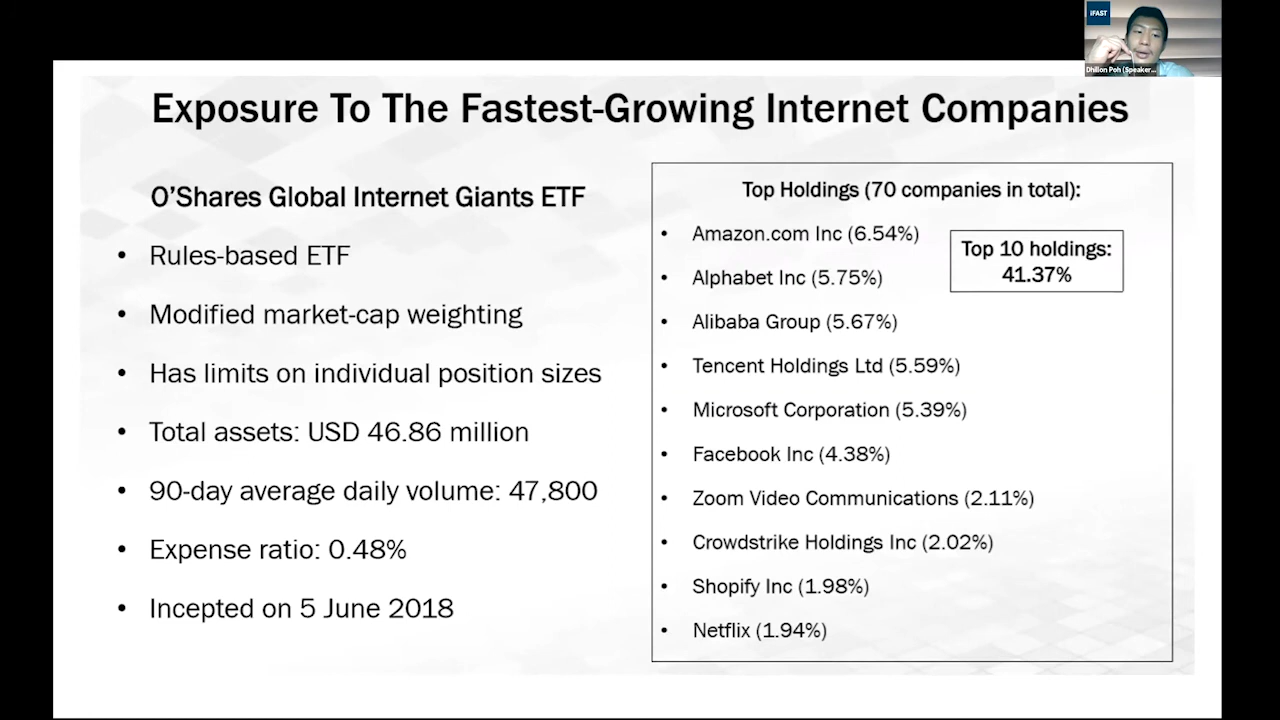 iFAST
Dhillon Poh (Speaker...
Exposure To The Fastest-Growing Internet Companies
O'Shares Global Internet Giants ETF
• Rules-based ETF
• Modified market-cap weighting
• Has limits on individual position sizes
• Total assets: USD 46.86 million
• 90-day average daily volume: 47,800
• Expense ratio: 0.48%
• Incepted on 5 June 2018
Top Holdings (70 companies in total):
• Amazon.com Inc (6.54%)
• Alphabet Inc (5.75%)
• Alibaba Group (5.67%)
• Tencent Holdings Ltd (5.59%)
• Microsoft Corporation (5.39%)
• Facebook Inc (4.38%)
• Zoom Video Communications (2.11%)
• Crowdstrike Holdings Inc (2.02%)
• Shopify Inc (1.98%)
• Netflix (1.94%)
Top 10 holdings:
41.37%